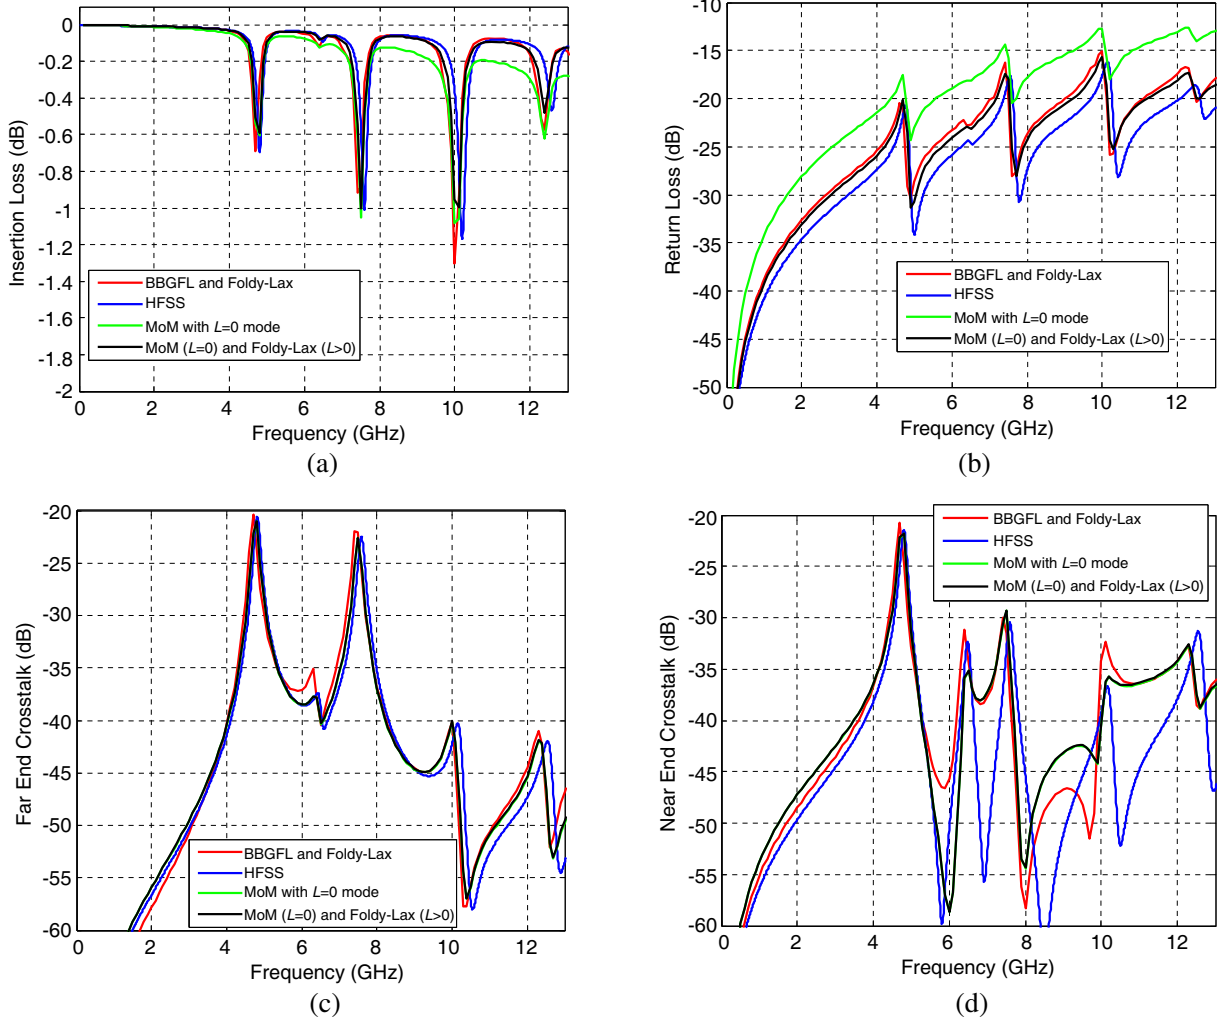 0
-0.2
-0.4
-0.6
-0.8
-1
-1.2
-1.4
-1.6
-1.8
-2
Insertion Loss (dB)
BBGFL and Foldy-Lax
HFSS
MoM with L=0 mode
MoM (L=0) and Foldy-Lax (L>0)
0 2 4 6 8 10 12
Frequency (GHz)
(a)
-10
-15
-20
-25
-30
-35
-40
-45
-50
Return Loss (dB)
BBGFL and Foldy-Lax
HFSS
MoM with L=0 mode
MoM (L=0) and Foldy-Lax (L>0)
0 2 4 6 8 10 12
Frequency (GHz)
(b)
-20
-25
-30
-35
-40
-45
-50
-55
-60
Far End Crosstalk (dB)
BBGFL and Foldy-Lax
HFSS
MoM with L=0 mode
MoM (L=0) and Foldy-Lax (L>0)
0 2 4 6 8 10 12
Frequency (GHz)
(c)
-20
-25
-30
-35
-40
-45
-50
-55
-60
Near End Crosstalk (dB)
BBGFL and Foldy-Lax
HFSS
MoM with L=0 mode
MoM (L=0) and Foldy-Lax (L>0)
0 2 4 6 8 10 12
Frequency (GHz)
(d)